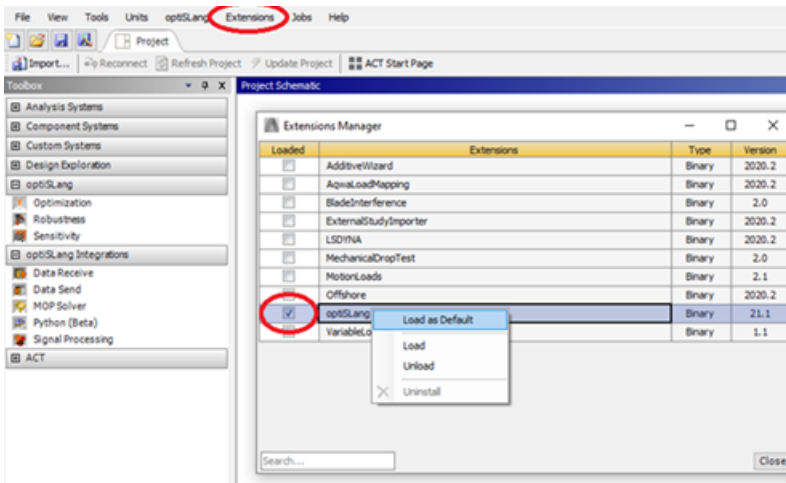 File View Tools Units optiSLang Extensions Jobs Help
Project
Import... Reconnect Refresh Project Update Project ACT Start Page
Toolbox
Project Schematic
Analysis Systems
Component Systems
Custom Systems
Design Exploration
optiSLang
Optimization
Robustness
Sensitivity
optiSLang Integrations
Data Receive
Data Send
MOP Solver
Python (Beta)
Signal Processing
ACT
Extensions Manager
Loaded Extensions Type Version
AdditiveWizard Binary 2020.2
AqwaLoadMapping Binary 2020.2
BladeInterference Binary 2.0
ExternalStudyImporter Binary 2020.2
LSDYNA Binary 2020.2
MechanicalDropTest Binary 2.0
MotionLoads Binary 2.1
Offshore Binary 2020.2
optiSLang Binary 21.1
VariableLo Binary 1.1
Load as Default
Load
Unload
Uninstall
Search...
Close